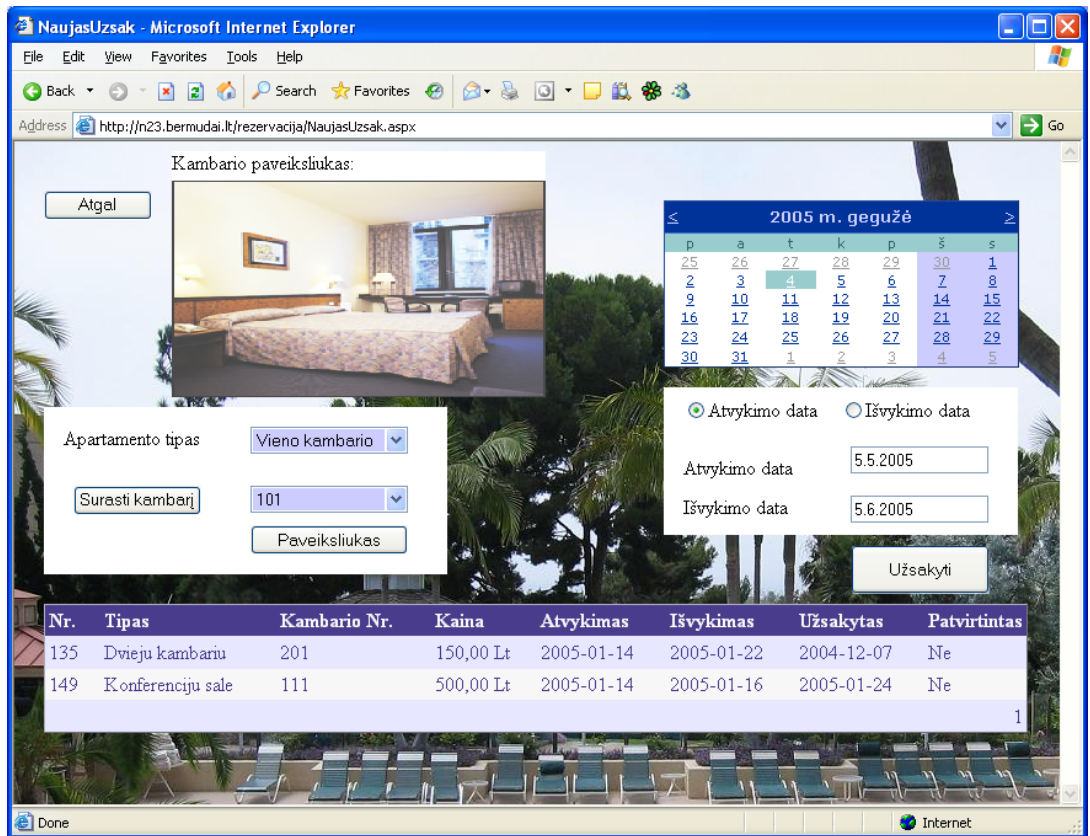 NaujasUzsak - Microsoft Internet Explorer
File Edit View Favorites Tools Help
Back Search Favorites
Address http://n23.bermudai.lt/rezervacija/NaujasUzsak.aspx Go
Kambario paveiksliukas:
Atgal
< 2005 m. gegužė >
p a t k p š s
25 26 27 28 29 30 1
2 3 4 5 6 7 8
9 10 11 12 13 14 15
16 17 18 19 20 21 22
23 24 25 26 27 28 29
30 31 1 2 3 4 5
Apartamento tipas Vieno kambario
Surasti kambarį 101
Paveiksliukas
Atvykimo data Išvykimo data
Atvykimo data 5.5.2005
Išvykimo data 5.6.2005
Užsakyti
Nr. Tipas Kambario Nr. Kaina Atvykimas Išvykimas Užsakytas Patvirtintas
135 Dvieju kambariu 201 150,00 Lt 2005-01-14 2005-01-22 2004-12-07 Ne
149 Konferenciju sale 111 500,00 Lt 2005-01-14 2005-01-16 2005-01-24 Ne
1
Done Internet